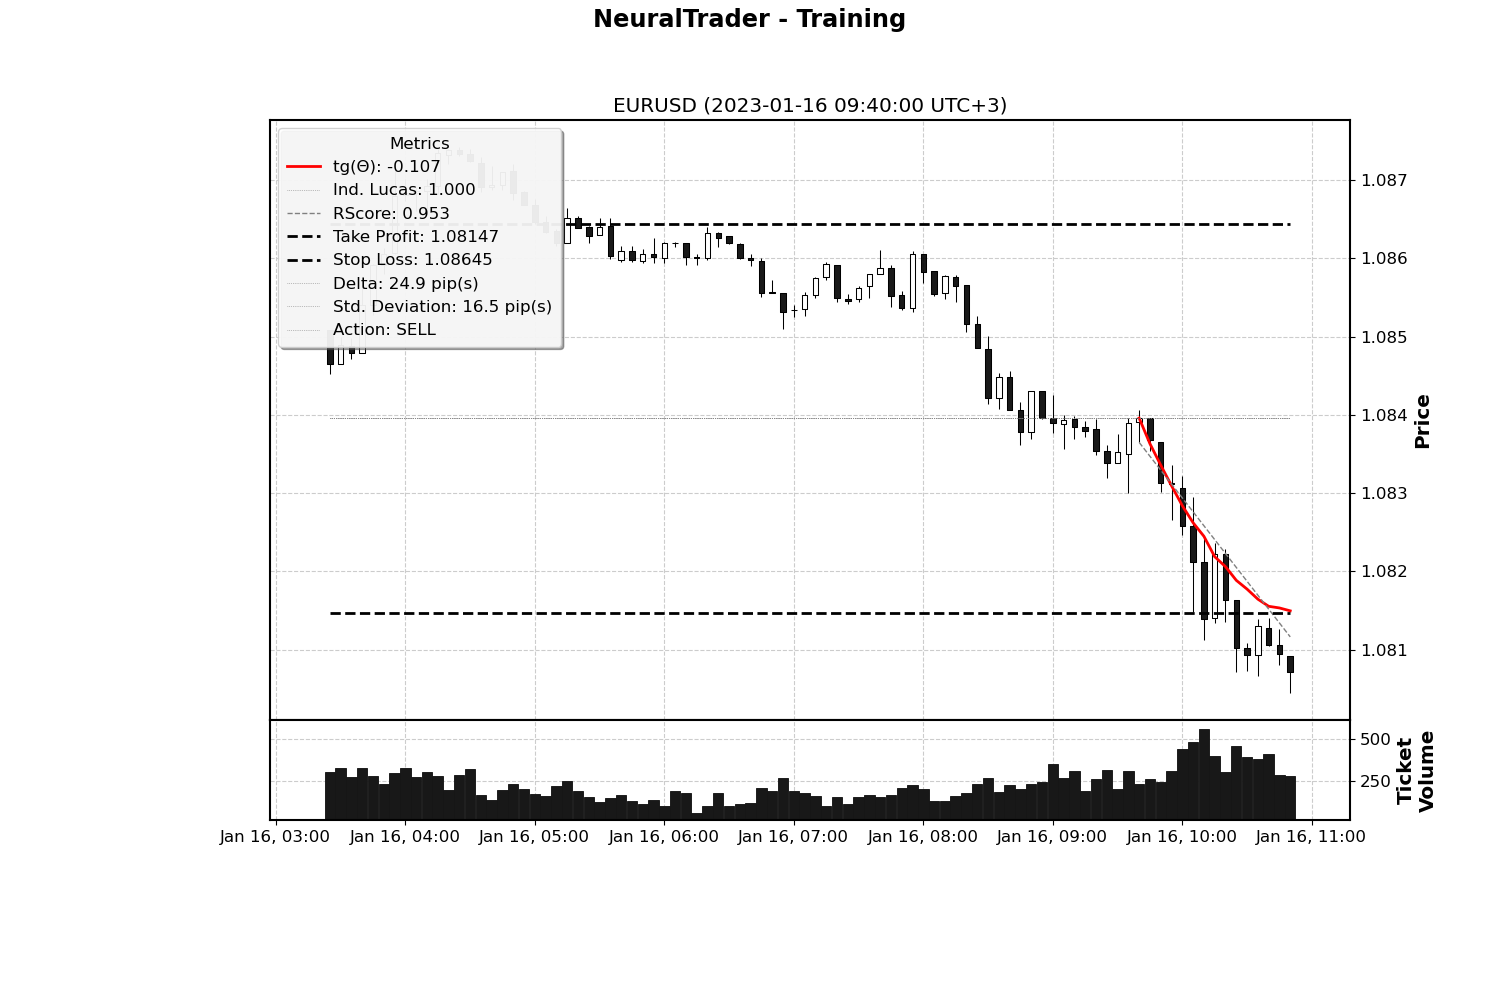 NeuralTrader - Training
EURUSD (2023-01-16 09:40:00 UTC+3)
Metrics
tg(Θ): -0.107
Ind. Lucas: 1.000
RScore: 0.953
Take Profit: 1.08147
Stop Loss: 1.08645
Delta: 24.9 pip(s)
Std. Deviation: 16.5 pip(s)
Action: SELL
1.087
1.086
1.085
1.084
1.083
1.082
1.081
Price
500
250
Ticket
Volume
Jan 16, 03:00
Jan 16, 04:00
Jan 16, 05:00
Jan 16, 06:00
Jan 16, 07:00
Jan 16, 08:00
Jan 16, 09:00
Jan 16, 10:00
Jan 16, 11:00